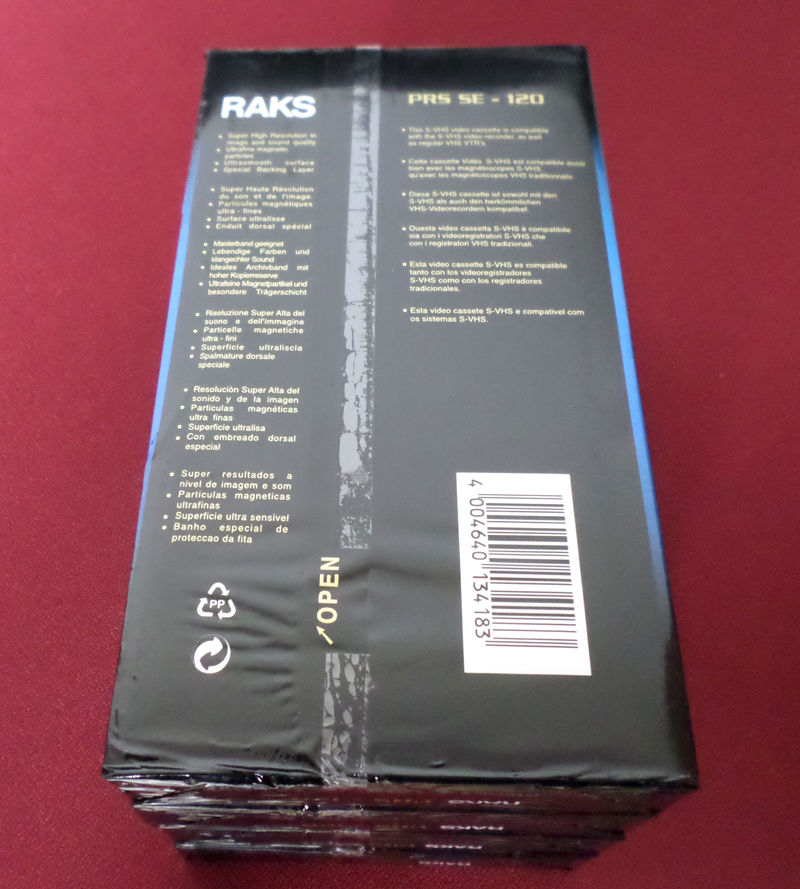 RAKS
• Super High Resolution in
image and sound quality
• Ultrafine magnetic
particles
• Ultrasmooth surface
• Special Backing Layer
• Super Haute Résolution
du son et de l'image.
• Particules magnétiques
ultra - fines
• Surface ultralisse
• Enduit dorsal spécial
• Masterband geeignet
• Lebendige Farben und
klangechter Sound
• Ideales Archivband mit
hoher Kopierreserve
• Ultrafeine Magnetpartikel und
besondere Trägerschicht
• Risoluzione Super Alta del
suono e dell'immagine
• Particelle magnetiche
ultra - fini
• Superficie ultraliscia
• Spalmature dorsale
speciale
• Resolución Super Alta del
sonido y de la imagen
• Particulas magnéticas
ultra finas
• Superficie ultralisa
• Con embreado dorsal
especial
• Super resultados a
nivel de imagem e som
• Particulas magneticas
ultrafinas
• Superficie ultra sensivel
• Banho especial de
proteccao da fita
PP
OPEN
PRS SE - 120
• This S-VHS video cassette is compatible
with the S-VHS video recorder, as well
as regular VHS VTR's.
• Cette cassette Vidéo S-VHS est compatible aussi
bien avec les magnétoscopes S-VHS
qu'avec les magnétoscopes VHS traditionnels.
• Diese S-VHS cassette ist sowohl mit den
S-VHS als auch den herkömmlichen
VHS-Videorecordern kompatibel.
• Questa video cassetta S-VHS è compatibile
sia con i videoregistratori S-VHS che
con i registratori VHS tradizionali.
• Esta video cassette S-VHS es compatible
tanto con los videoregistradores
S-VHS como con los registradores
tradicionales.
• Esta video cassete S-VHS e compativel com
os sistemas S-VHS.
4 004640 134183
RAKS
RAKS
RAKS
RAKS